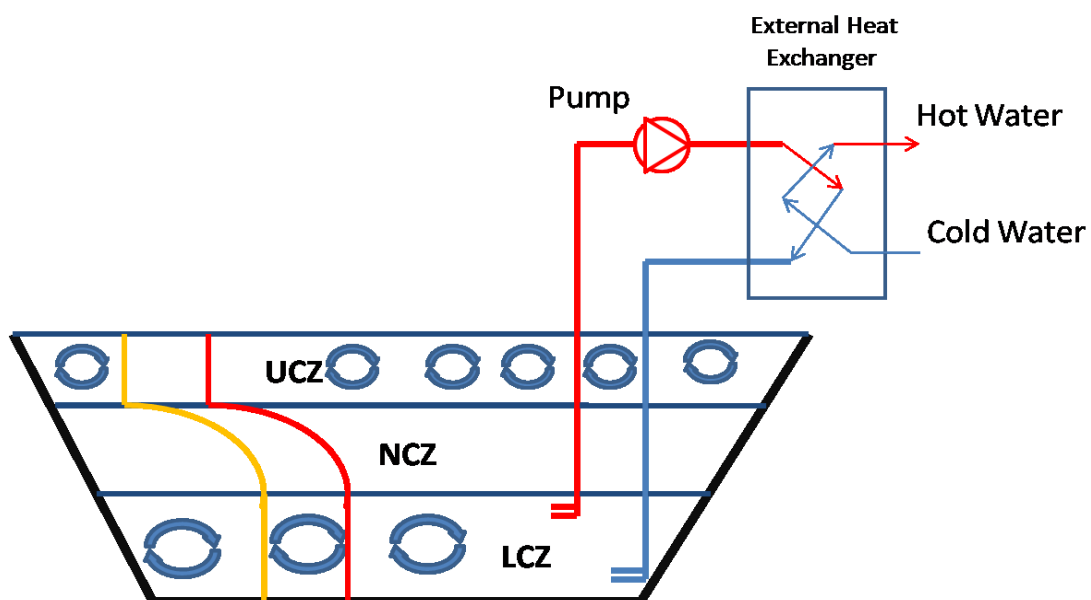 External Heat
Exchanger
Pump
Hot Water
Cold Water
UCZ
NCZ
LCZ